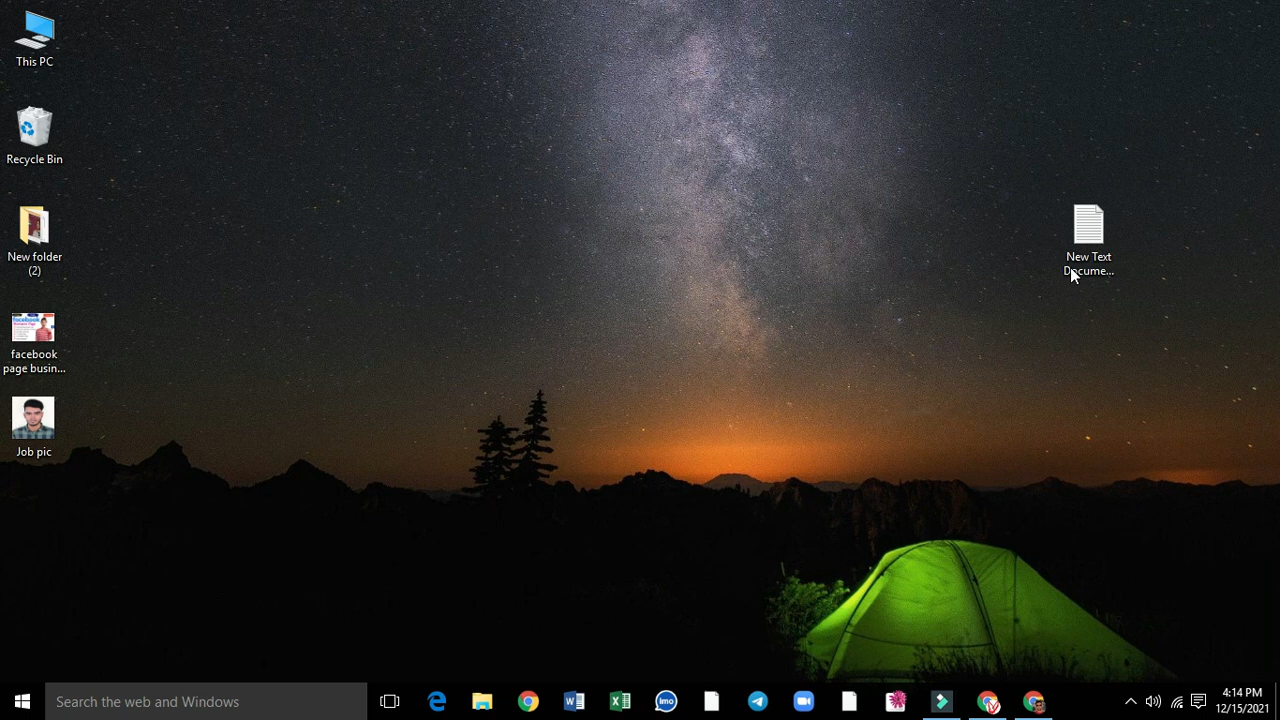 This PC
Recycle Bin
New folder
(2)
facebook
page busin...
Job pic
New Text
Docume...
Search the web and Windows
imo
4:14 PM
12/15/2021